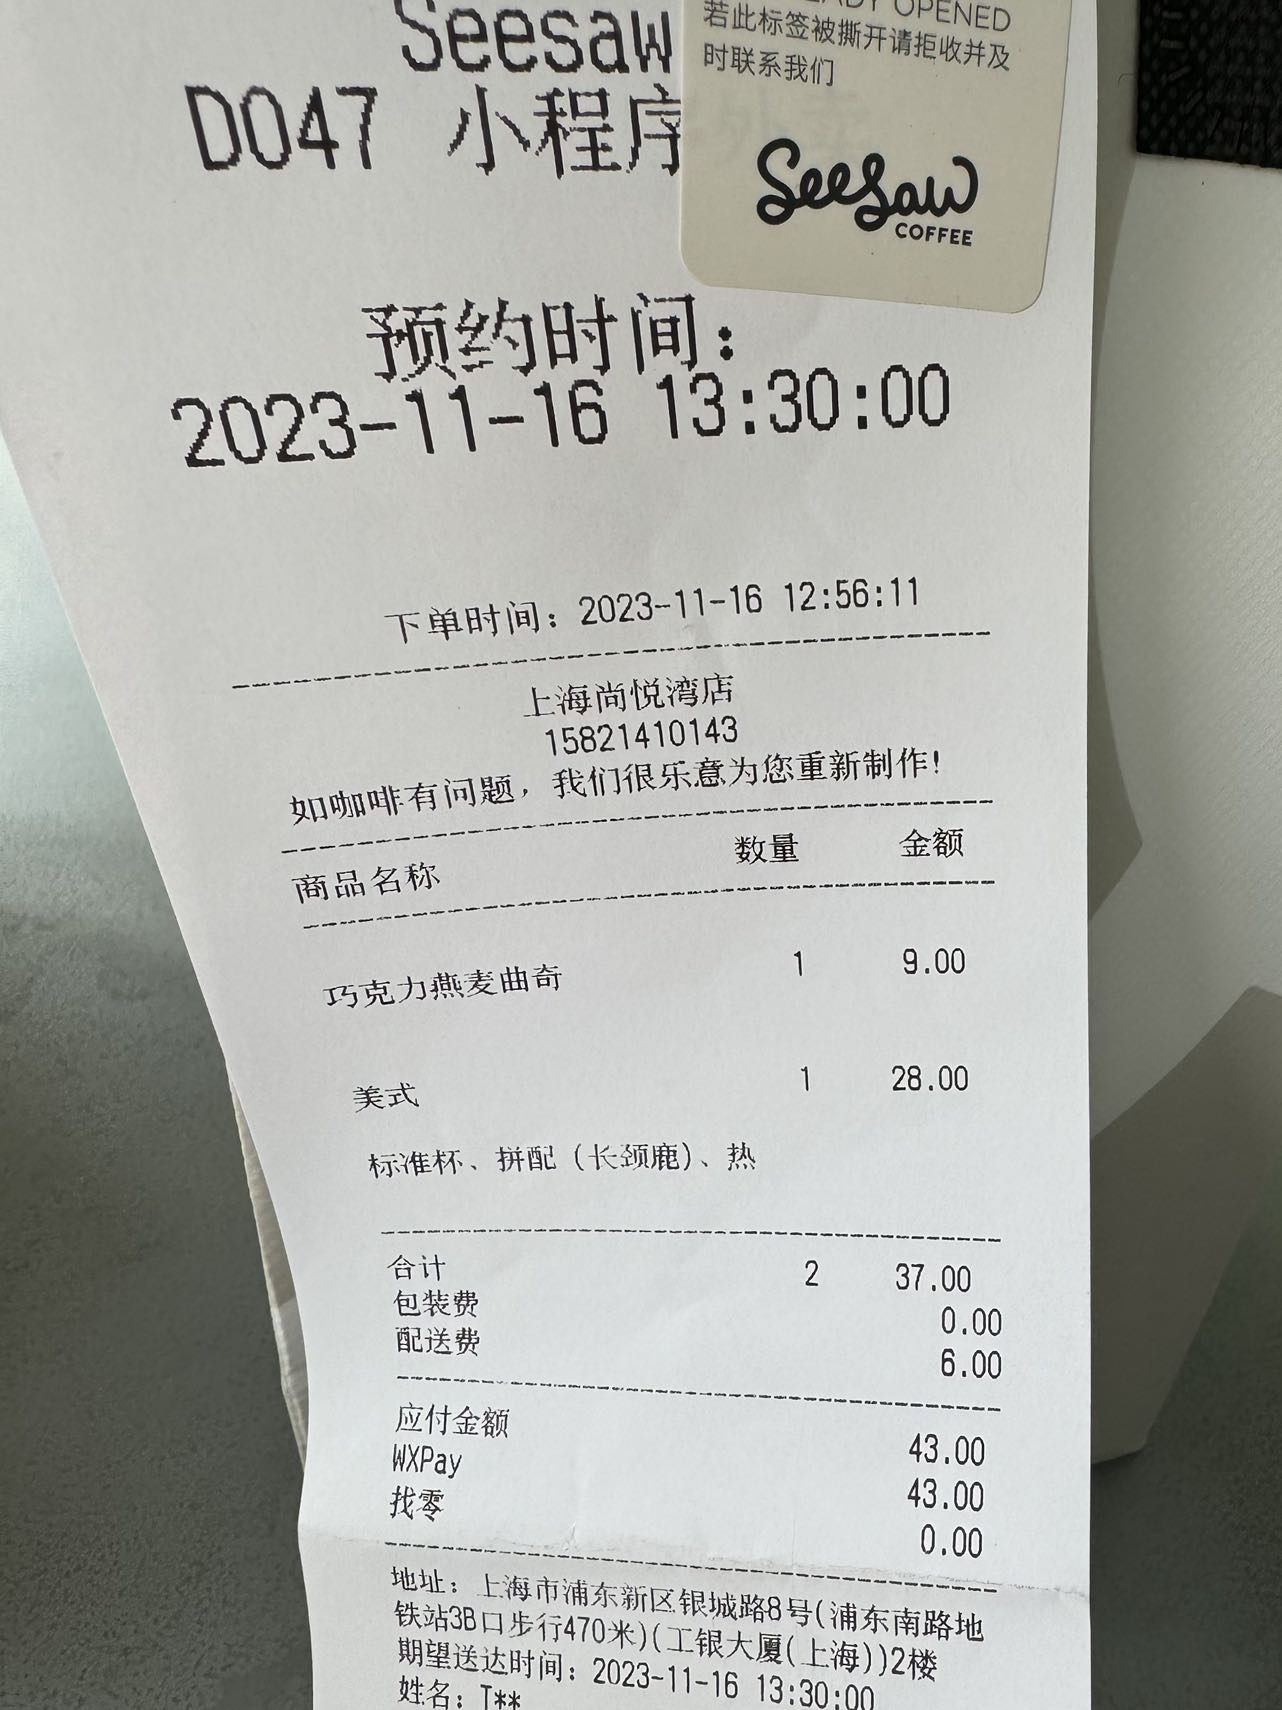 Seesaw
D047 小程序
OPENED
若此标签被撕开请拒收并及
时联系我们
Seesaw
COFFEE
预约时间:
2023-11-16 13:30:00
下单时间: 2023-11-16 12:56:11
上海尚悦湾店
15821410143
如咖啡有问题，我们很乐意为您重新制作!
商品名称 数量 金额
巧克力燕麦曲奇 1 9.00
美式 1 28.00
标准杯、拼配（长颈鹿)、热
合计 2 37.00
包装费 0.00
配送费 6.00
应付金额 43.00
WXPay 43.00
找零 0.00
地址: 上海市浦东新区银城路8号(浦东南路地
铁站3B口步行470米)(工银大厦(上海))2楼
期望送达时间: 2023-11-16 13:30:00
姓名: T**